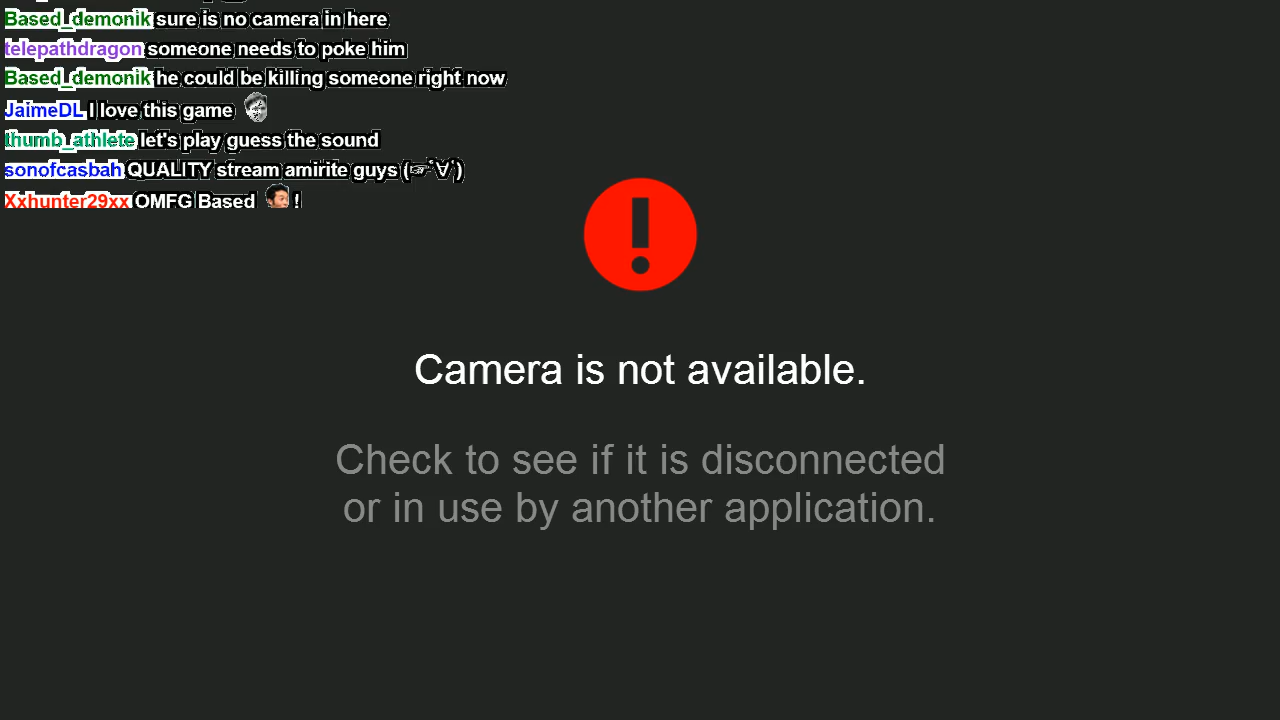 Based_demonik sure is no camera in here
telepathdragon someone needs to poke him
Based_demonik he could be killing someone right now
JaimeDL I love this game
thumb_athlete let's play guess the sound
sonofcasbah QUALITY stream amirite guys (☞ﾟ∀ﾟ)
Xxhunter29xx OMFG Based !
Camera is not available.
Check to see if it is disconnected
or in use by another application.